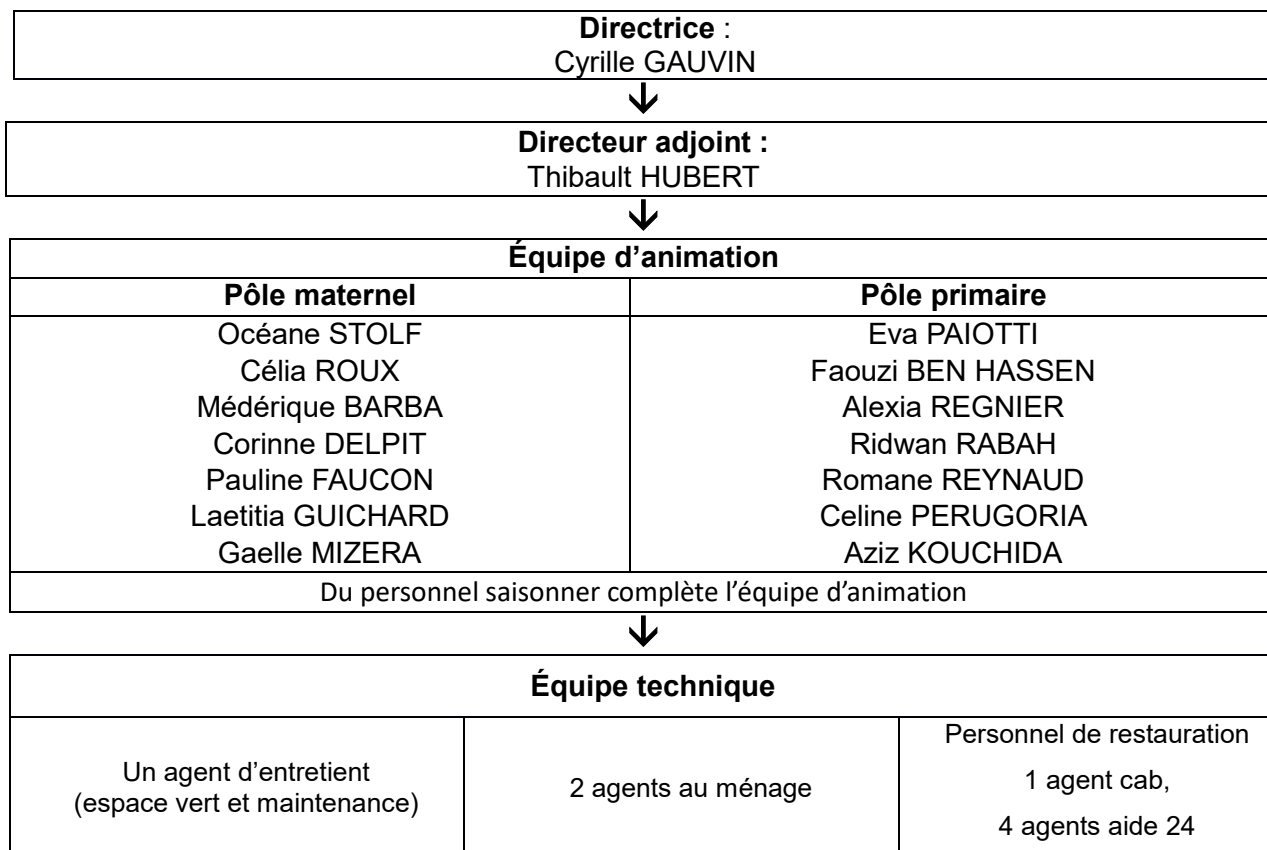 Directrice :
Cyrille GAUVIN
Directeur adjoint :
Thibault HUBERT
Équipe d'animation
Pôle maternel
Océane STOLF
Célia ROUX
Médérique BARBA
Corinne DELPIT
Pauline FAUCON
Laetitia GUICHARD
Gaelle MIZERA
Pôle primaire
Eva PAIOTTI
Faouzi BEN HASSEN
Alexia REGNIER
Ridwan RABAH
Romane REYNAUD
Celine PERUGORIA
Aziz KOUCHIDA
Du personnel saisonner complète l'équipe d'animation
Équipe technique
Un agent d'entretient
(espace vert et maintenance)
2 agents au ménage
Personnel de restauration
1 agent cab,
4 agents aide 24